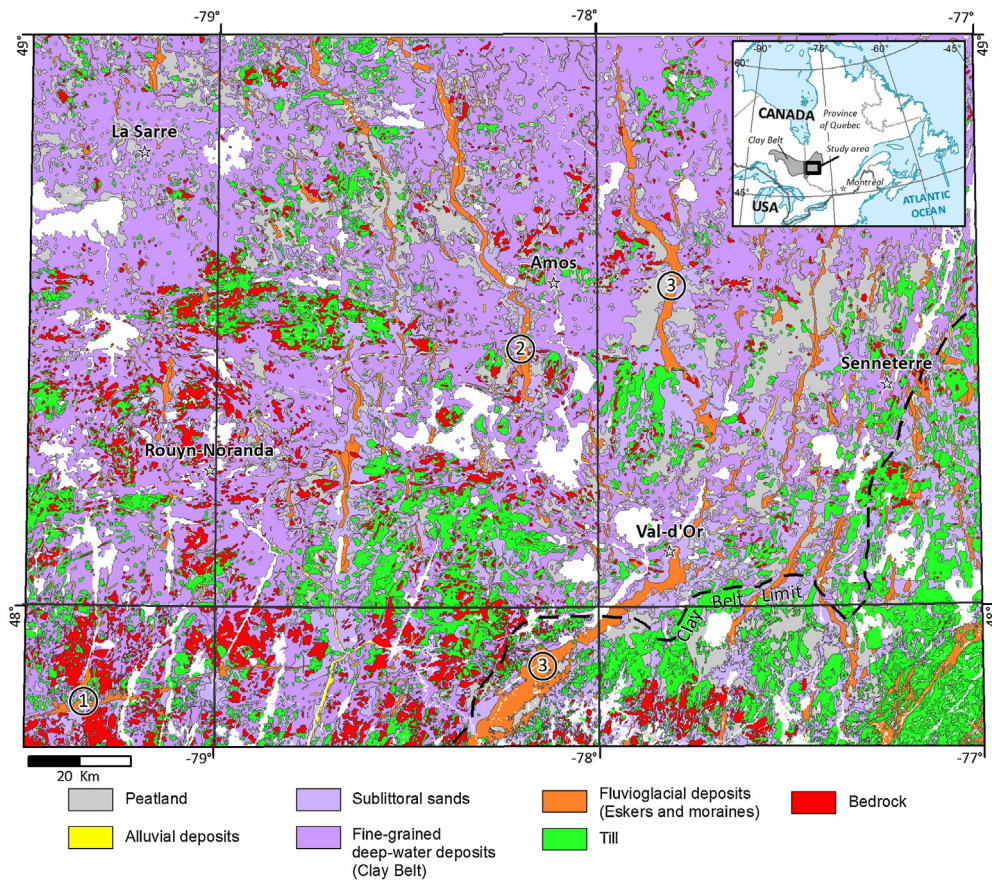 -79°
-78°
-77°
49°
49°
-90°
-75°
-60°
-45°
60°
CANADA
Province
of Quebec
Clay Belt
Study area
45°
Montréal
USA
ATLANTIC
OCEAN
La Sarre
Amos
3
2
Senneterre
Rouyn-Noranda
Val-d'Or
Clay Belt Limit
48°
48°
3
1
-79°
-78°
-77°
20 Km
Peatland
Alluvial deposits
Sublittoral sands
Fine-grained
deep-water deposits
(Clay Belt)
Fluvioglacial deposits
(Eskers and moraines)
Till
Bedrock